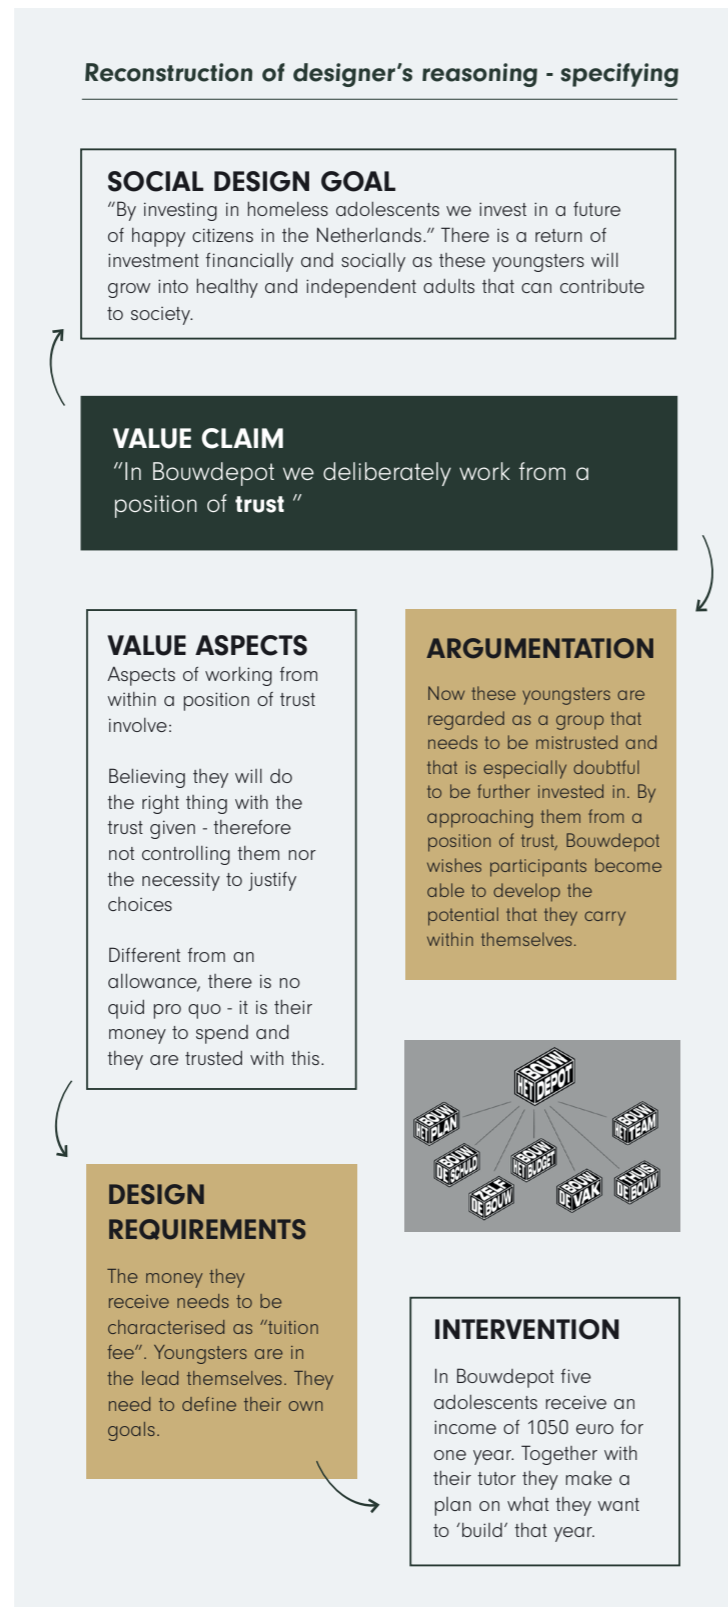 Reconstruction of designer's reasoning - specifying
SOCIAL DESIGN GOAL
“By investing in homeless adolescents we invest in a future
of happy citizens in the Netherlands.” There is a return of
investment financially and socially as these youngsters will
grow into healthy and independent adults that can contribute
to society.
VALUE CLAIM
“In Bouwdepot we deliberately work from a
position of trust ”
VALUE ASPECTS
Aspects of working from
within a position of trust
involve:
Believing they will do
the right thing with the
trust given - therefore
not controlling them nor
the necessity to justify
choices
Different from an
allowance, there is no
quid pro quo - it is their
money to spend and
they are trusted with this.
ARGUMENTATION
Now these youngsters are
regarded as a group that
needs to be mistrusted and
that is especially doubtful
to be further invested in. By
approaching them from a
position of trust, Bouwdepot
wishes participants become
able to develop the
potential that they carry
within themselves.
BOUW
HET DEPOT
BOUW
HET PLAN
BOUW
HET TEAM
BOUW
DE SCHULD
BOUW
HET BUDGET
ZELF
DE BOUW
BOUW
DE VAK
THUIS
DE BOUW
DESIGN
REQUIREMENTS
The money they
receive needs to be
characterised as “tuition
fee”. Youngsters are in
the lead themselves. They
need to define their own
goals.
INTERVENTION
In Bouwdepot five
adolescents receive an
income of 1050 euro for
one year. Together with
their tutor they make a
plan on what they want
to ‘build’ that year.